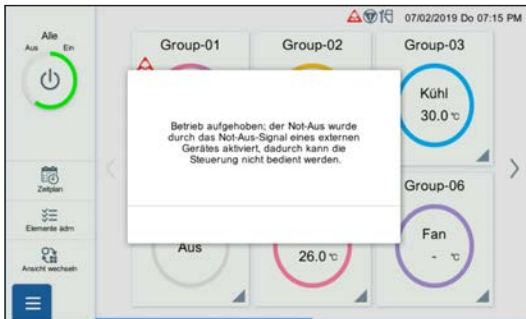 07/02/2019 Do 07:15 PM
Alle
Aus
Ein
Zeitplan
Elemente ädrn
Ansicht wechseln
Group-01
Group-02
Group-03
Kühl
30.0 °C
Betrieb aufgehoben; der Not-Aus wurde
durch das Not-Aus-Signal eines externen
Gerätes aktiviert, dadurch kann die
Steuerung nicht bedient werden.
Group-06
Aus
26.0 °C
Fan
- °C